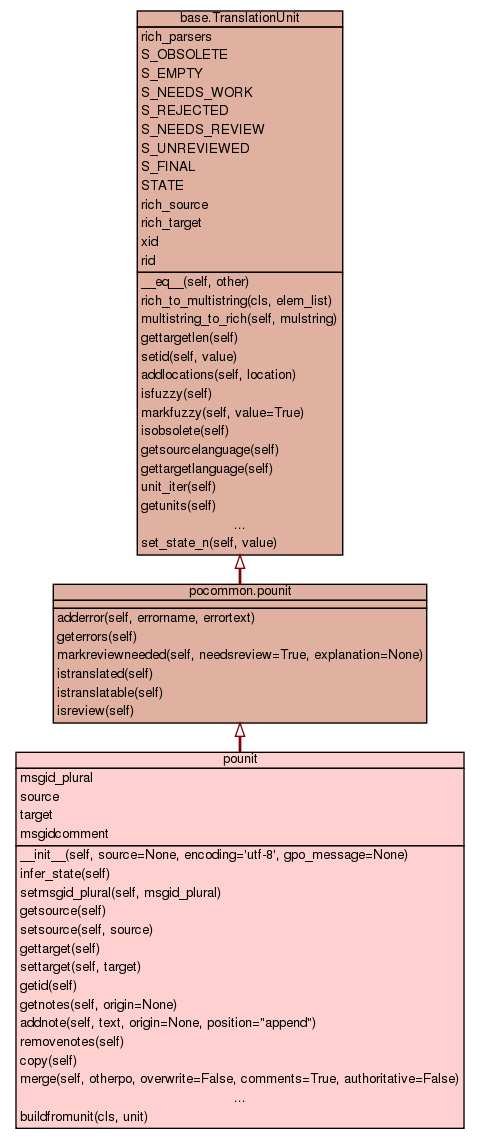 base.TranslationUnit
rich_parsers
S_OBSOLETE
S_EMPTY
S_NEEDS_WORK
S_REJECTED
S_NEEDS_REVIEW
S_UNREVIEWED
S_FINAL
STATE
rich_source
rich_target
xid
rid
__eq__(self, other)
rich_to_multistring(cls, elem_list)
multistring_to_rich(self, mulstring)
gettargetlen(self)
setid(self, value)
addlocations(self, location)
isfuzzy(self)
markfuzzy(self, value=True)
isobsolete(self)
getsourcelanguage(self)
gettargetlanguage(self)
unit_iter(self)
getunits(self)
...
set_state_n(self, value)
pocommon.pounit
adderror(self, errorname, errortext)
geterrors(self)
markreviewneeded(self, needsreview=True, explanation=None)
istranslated(self)
istranslatable(self)
isreview(self)
pounit
msgid_plural
source
target
msgidcomment
__init__(self, source=None, encoding='utf-8', gpo_message=None)
infer_state(self)
setmsgid_plural(self, msgid_plural)
getsource(self)
setsource(self, source)
gettarget(self)
settarget(self, target)
getid(self)
getnotes(self, origin=None)
addnote(self, text, origin=None, position="append")
removenotes(self)
copy(self)
merge(self, otherpo, overwrite=False, comments=True, authoritative=False)
...
buildfromunit(cls, unit)